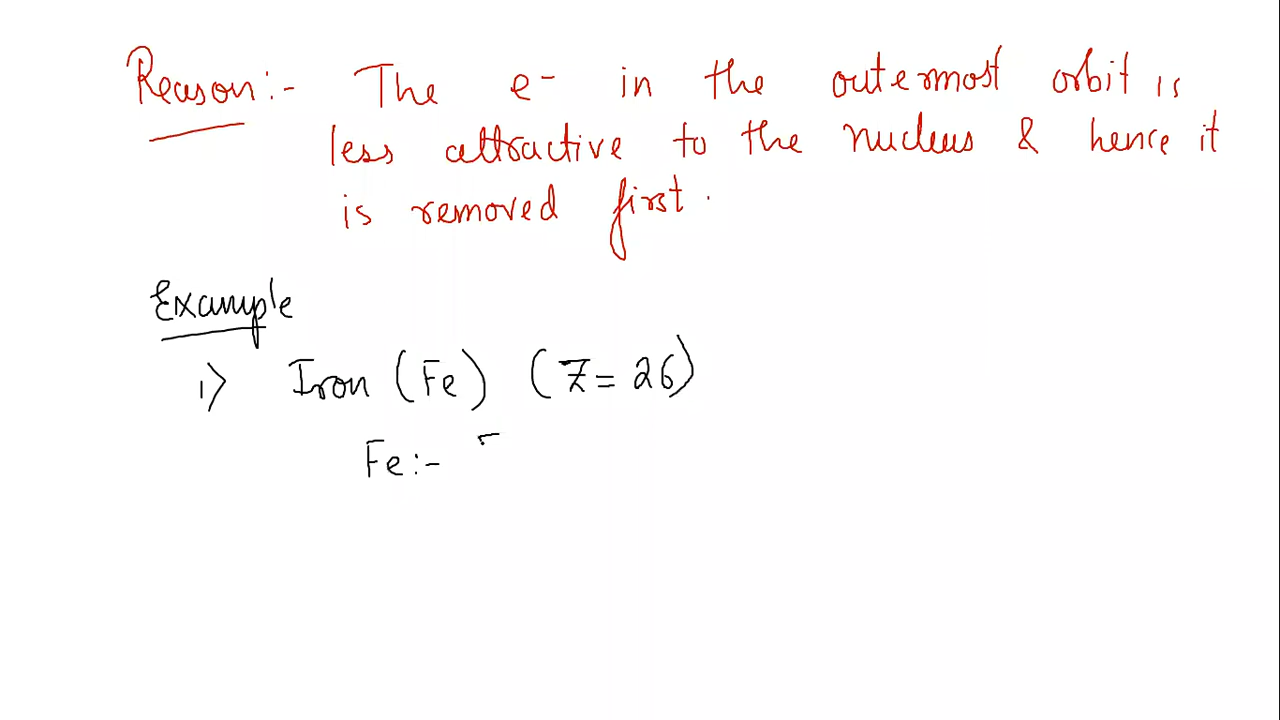 Reason:- The e⁻ in the outermost orbit is
less attractive to the nucleus & hence it
is removed first.
Example
1) Iron (Fe) (Z = 26)
Fe:-